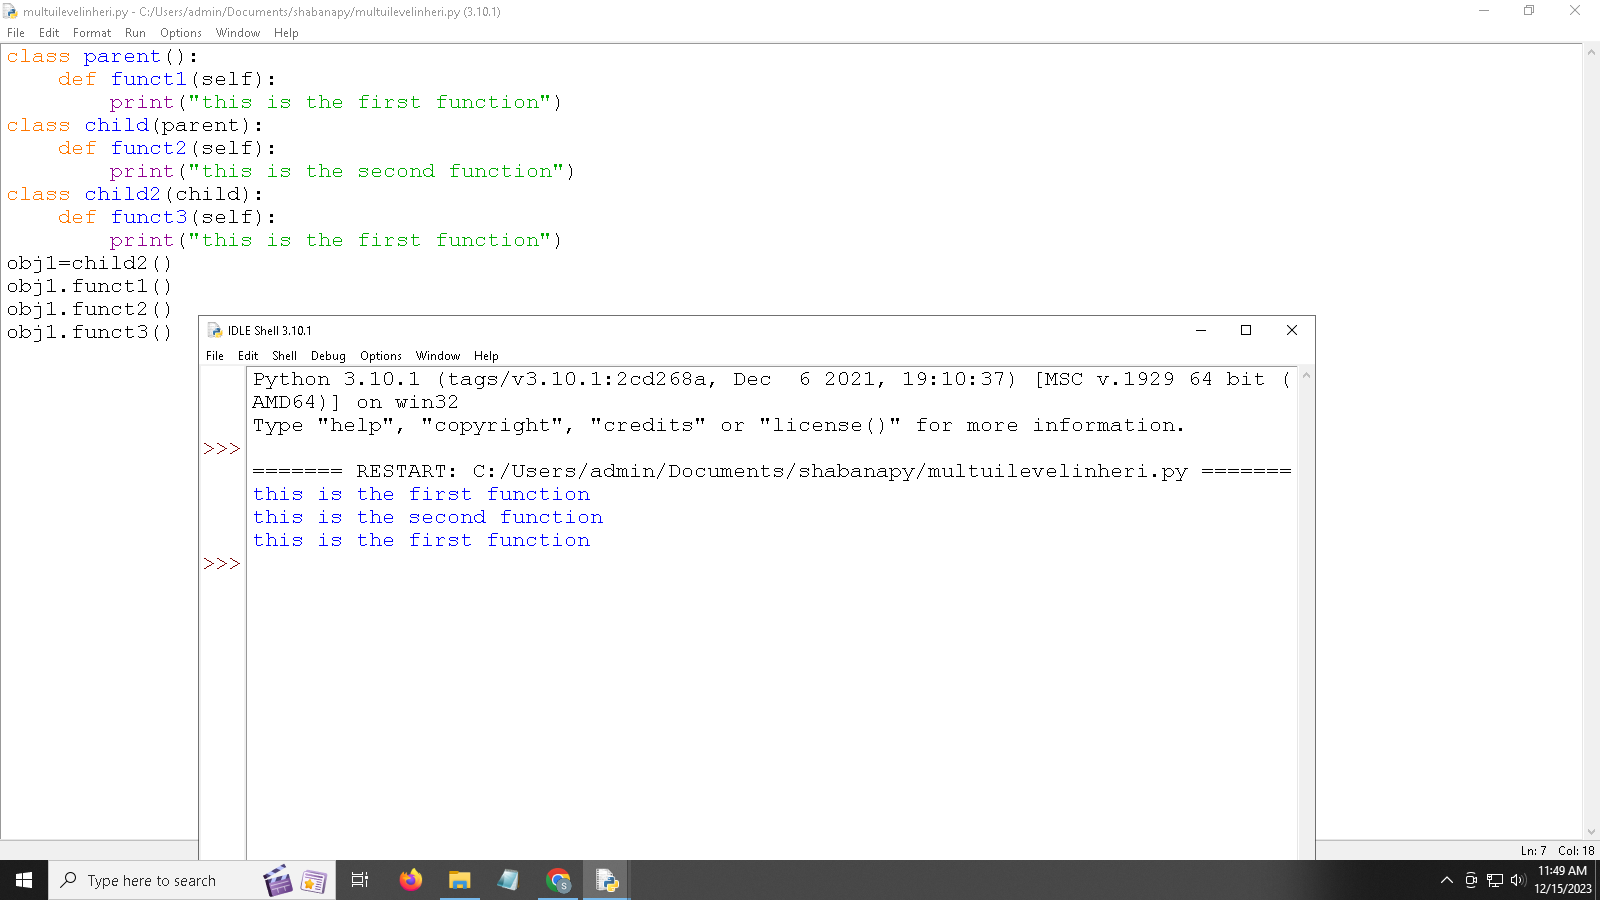 multuilevelinheri.py - C:/Users/admin/Documents/shabanapy/multuilevelinheri.py (3.10.1)
File Edit Format Run Options Window Help
class parent():
    def funct1(self):
        print("this is the first function")
class child(parent):
    def funct2(self):
        print("this is the second function")
class child2(child):
    def funct3(self):
        print("this is the first function")
obj1=child2()
obj1.funct1()
obj1.funct2()
obj1.funct3()
IDLE Shell 3.10.1
File Edit Shell Debug Options Window Help
Python 3.10.1 (tags/v3.10.1:2cd268a, Dec  6 2021, 19:10:37) [MSC v.1929 64 bit (
AMD64)] on win32
Type "help", "copyright", "credits" or "license()" for more information.
>>>
======= RESTART: C:/Users/admin/Documents/shabanapy/multuilevelinheri.py =======
this is the first function
this is the second function
this is the first function
>>>
Ln: 7 Col: 18
Type here to search
S
11:49 AM
12/15/2023